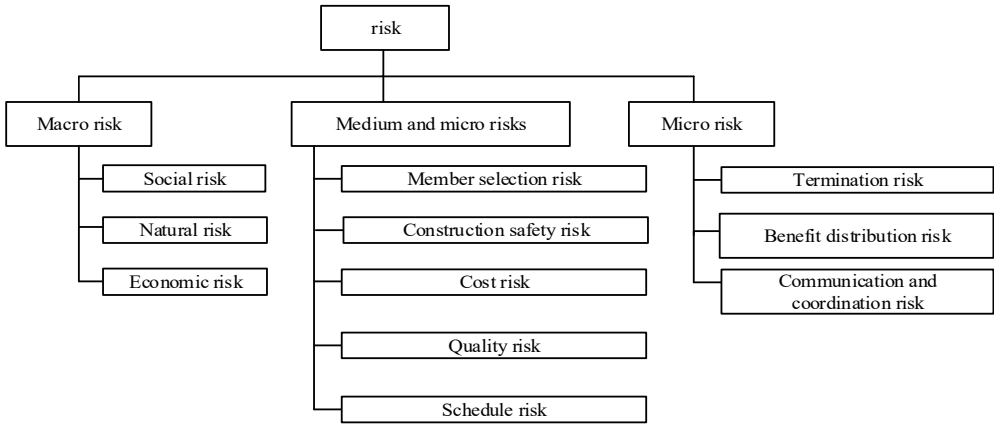 risk
Macro risk
Medium and micro risks
Micro risk
Social risk
Natural risk
Economic risk
Member selection risk
Construction safety risk
Cost risk
Quality risk
Schedule risk
Termination risk
Benefit distribution risk
Communication and
coordination risk